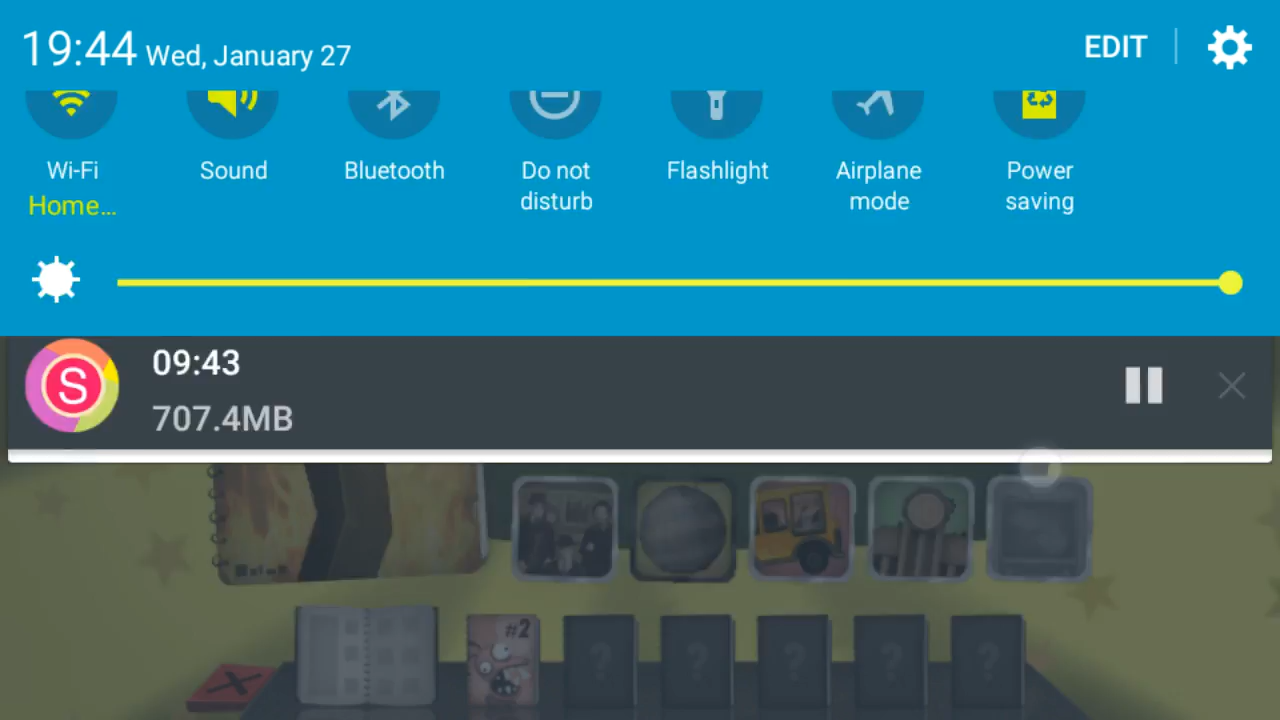 19:44 Wed, January 27
EDIT
Wi-Fi
Home...
Sound
Bluetooth
Do not
disturb
Flashlight
Airplane
mode
Power
saving
S
09:43
707.4MB
#2
?
?
?
?
?